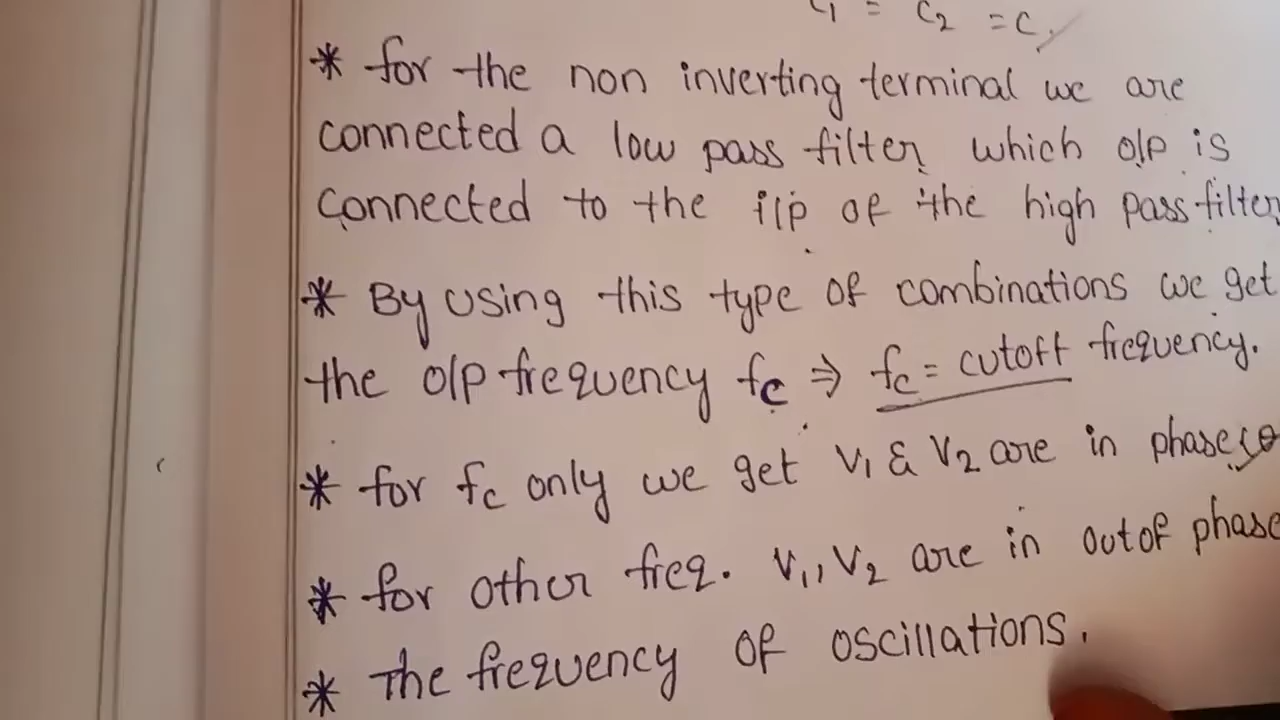 C1 = C2 = C.
* for the non inverting terminal we are
connected a low pass filter which o/p is
connected to the i/p of the high pass filter
* By using this type of combinations we get
the o/p frequency fc ⇒ fc = cutoff frequency.
* for fc only we get V1 & V2 are in phase
* for other freq. V1, V2 are in out of phase
* The frequency of oscillations.